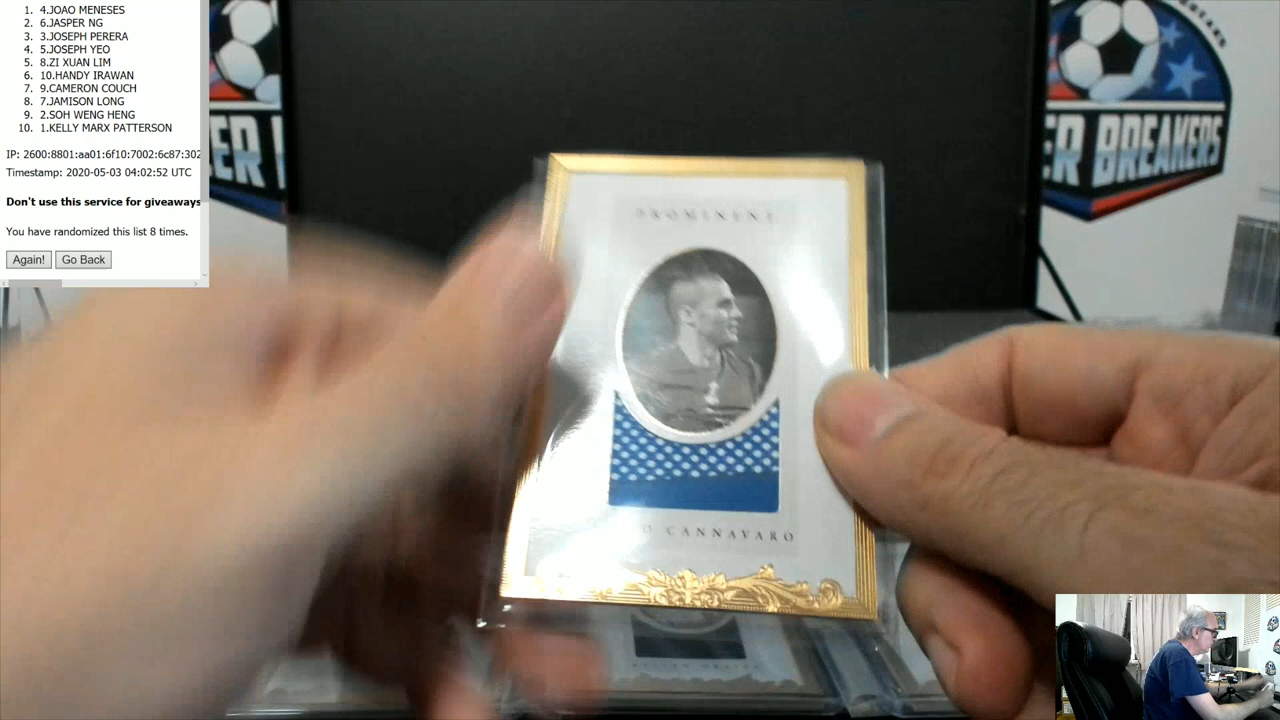 1. 4.JOAO MENESES
2. 6.JASPER NG
3. 3.JOSEPH PERERA
4. 5.JOSEPH YEO
5. 8.ZI XUAN LIM
6. 10.HANDY IRAWAN
7. 9.CAMERON COUCH
8. 7.JAMISON LONG
9. 2.SOH WENG HENG
10. 1.KELLY MARX PATTERSON
IP: 2600:8801:aa01:6f10:7002:6c87:302
Timestamp: 2020-05-03 04:02:52 UTC
Don't use this service for giveaways
You have randomized this list 8 times.
Again! Go Back
ER BREAKERS
PROMINENT
CANNAVARO